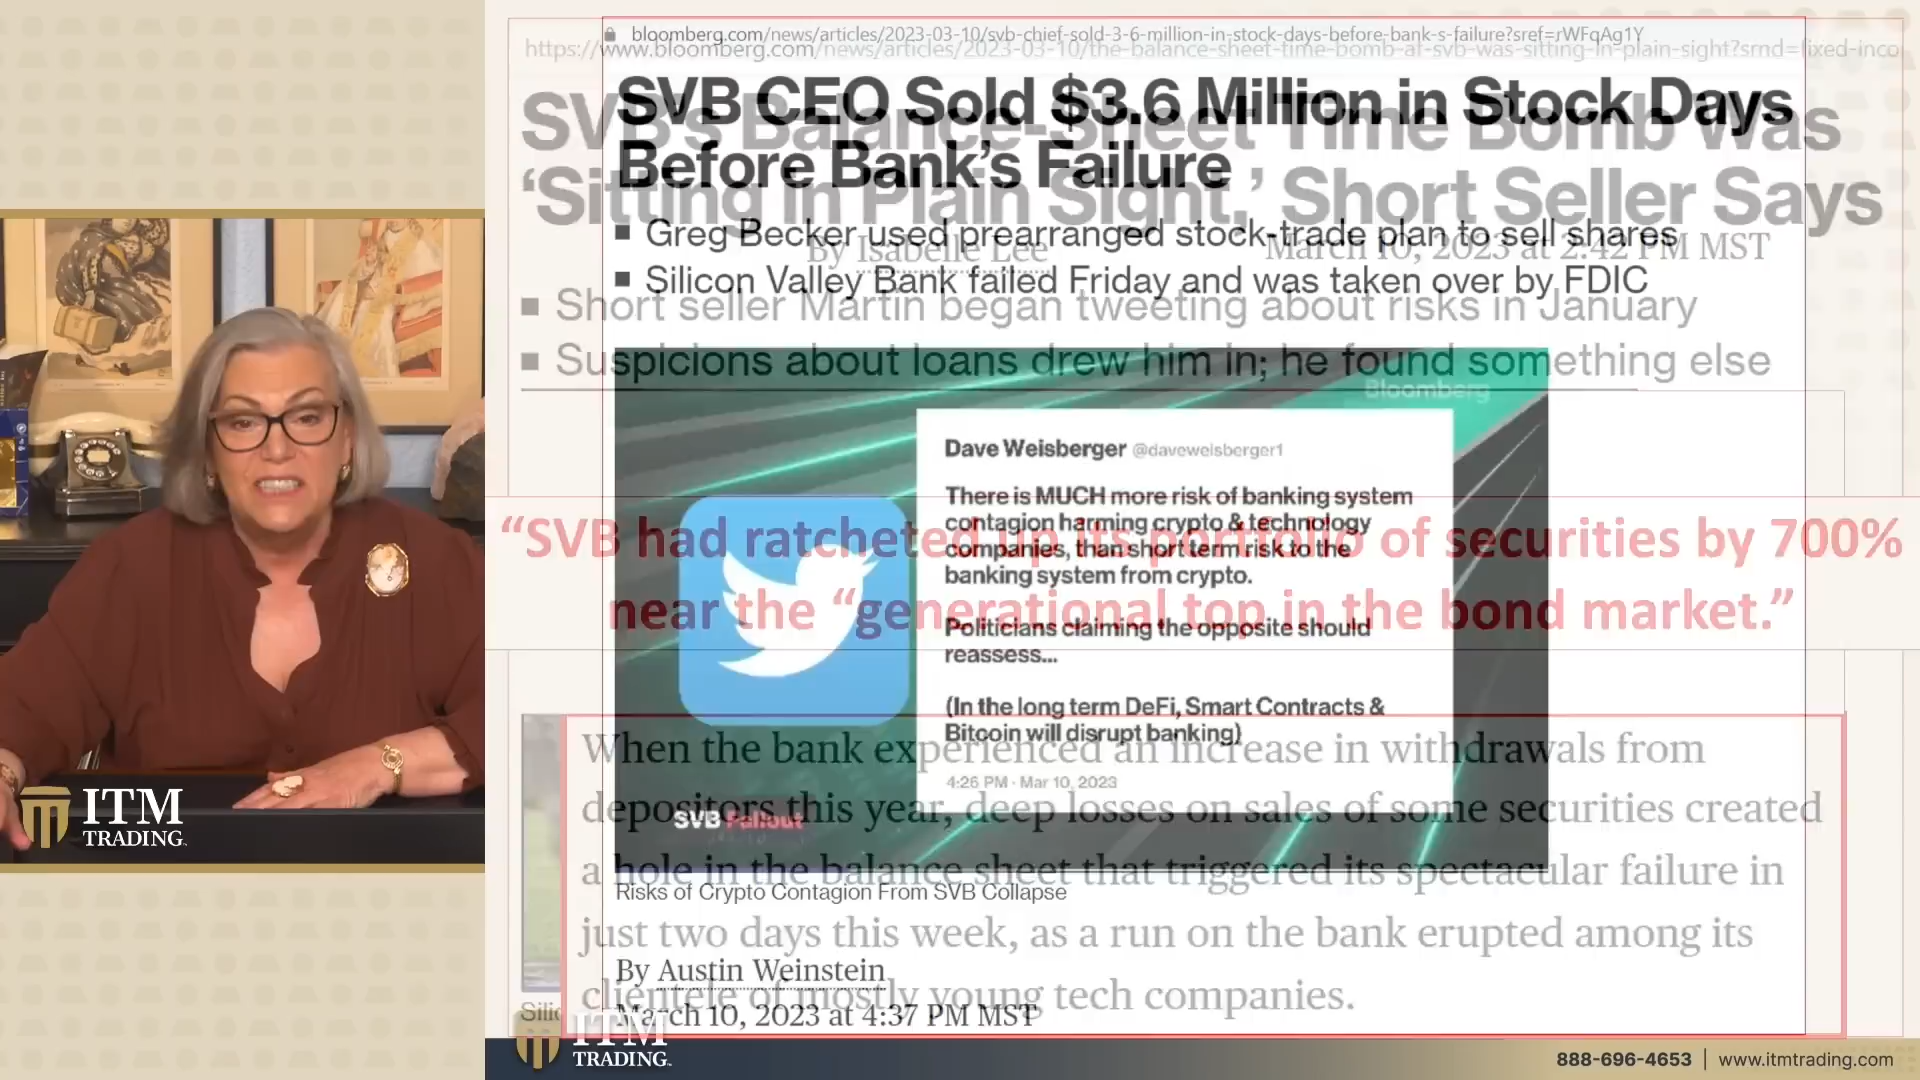 bloomberg.com/news/articles/2023-03-10/svb-chief-sold-3-6-million-in-stock-days-before-bank-s-failure?sref=rWFqAg1Y
https://www.bloomberg.com/news/articles/2023-03-10/the-balance-sheet-time-bomb-at-svb-was-sitting-in-plain-sight?srnd=fixed-inco
SVB CEO Sold $3.6 Million in Stock Days
Before Bank's Failure
SVB's Balance-Sheet Time Bomb Was
‘Sitting in Plain Sight,’ Short Seller Says
▪ Greg Becker used prearranged stock-trade plan to sell shares
▪ Silicon Valley Bank failed Friday and was taken over by FDIC
By Isabelle Lee
March 10, 2023 at 2:42 PM MST
▪ Short seller Martin began tweeting about risks in January
▪ Suspicions about loans drew him in; he found something else
Bloomberg
Dave Weisberger @daveweisberger1
There is MUCH more risk of banking system
contagion harming crypto & technology
companies, than short term risk to the
banking system from crypto.
Politicians claiming the opposite should
reassess...
(In the long term DeFi, Smart Contracts &
Bitcoin will disrupt banking)
4:26 PM · Mar 10, 2023
SVB Fallout
“SVB had ratcheted up its portfolio of securities by 700%
near the “generational top in the bond market.”
When the bank experienced an increase in withdrawals from
depositors this year, deep losses on sales of some securities created
a hole in the balance sheet that triggered its spectacular failure in
just two days this week, as a run on the bank erupted among its
clientele of mostly young tech companies.
Risks of Crypto Contagion From SVB Collapse
By Austin Weinstein
March 10, 2023 at 4:37 PM MST
ITM
TRADING
ITM
TRADING
888-696-4653 | www.itmtrading.com